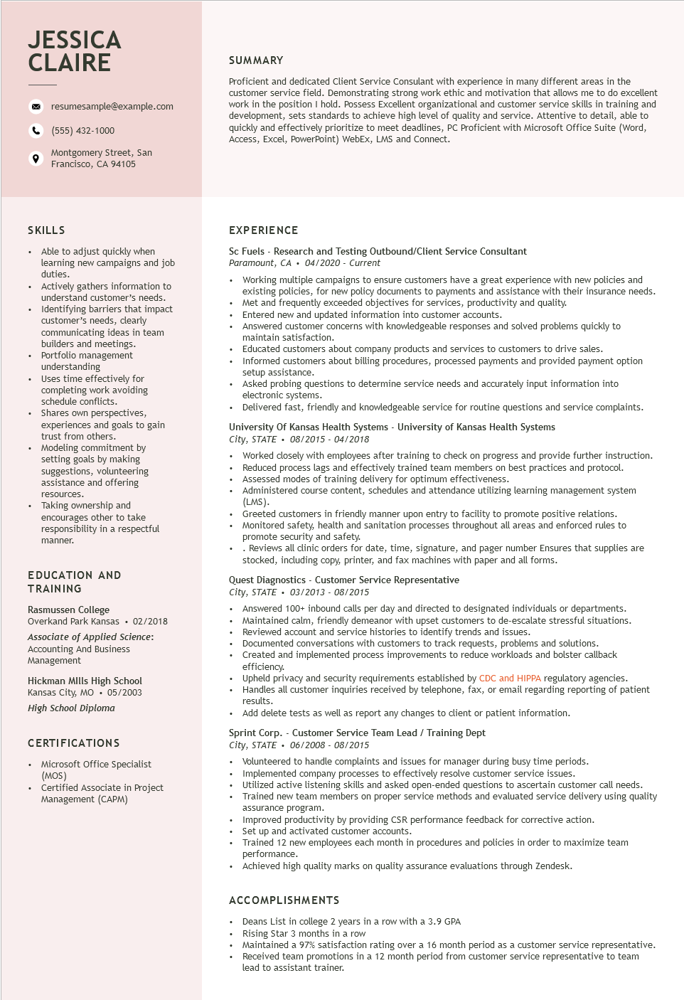 JESSICA
CLAIRE
resumesample@example.com
(555) 432-1000
Montgomery Street, San
Francisco, CA 94105
SUMMARY
Proficient and dedicated Client Service Consulant with experience in many different areas in the
customer service field. Demonstrating strong work ethic and motivation that allows me to do excellent
work in the position I hold. Possess Excellent organizational and customer service skills in training and
development, sets standards to achieve high level of quality and service. Attentive to detail, able to
quickly and effectively prioritize to meet deadlines, PC Proficient with Microsoft Office Suite (Word,
Access, Excel, PowerPoint) WebEx, LMS and Connect.
SKILLS
• Able to adjust quickly when
learning new campaigns and job
duties.
• Actively gathers information to
understand customer's needs.
• Identifying barriers that impact
customer's needs, clearly
communicating ideas in team
builders and meetings.
• Portfolio management
understanding
• Uses time effectively for
completing work avoiding
schedule conflicts.
• Shares own perspectives,
experiences and goals to gain
trust from others.
• Modeling commitment by
setting goals by making
suggestions, volunteering
assistance and offering
resources.
• Taking ownership and
encourages other to take
responsibility in a respectful
manner.
EDUCATION AND
TRAINING
Rasmussen College
Overkand Park Kansas • 02/2018
Associate of Applied Science:
Accounting And Business
Management
Hickman MIlls High School
Kansas City, MO • 05/2003
High School Diploma
CERTIFICATIONS
• Microsoft Office Specialist
(MOS)
• Certified Associate in Project
Management (CAPM)
EXPERIENCE
Sc Fuels - Research and Testing Outbound/Client Service Consultant
Paramount, CA • 04/2020 - Current
• Working multiple campaigns to ensure customers have a great experience with new policies and
existing policies, for new policy documents to payments and assistance with their insurance needs.
• Met and frequently exceeded objectives for services, productivity and quality.
• Entered new and updated information into customer accounts.
• Answered customer concerns with knowledgeable responses and solved problems quickly to
maintain satisfaction.
• Educated customers about company products and services to customers to drive sales.
• Informed customers about billing procedures, processed payments and provided payment option
setup assistance.
• Asked probing questions to determine service needs and accurately input information into
electronic systems.
• Delivered fast, friendly and knowledgeable service for routine questions and service complaints.
University Of Kansas Health Systems - University of Kansas Health Systems
City, STATE • 08/2015 - 04/2018
• Worked closely with employees after training to check on progress and provide further instruction.
• Reduced process lags and effectively trained team members on best practices and protocol.
• Assessed modes of training delivery for optimum effectiveness.
• Administered course content, schedules and attendance utilizing learning management system
(LMS).
• Greeted customers in friendly manner upon entry to facility to promote positive relations.
• Monitored safety, health and sanitation processes throughout all areas and enforced rules to
promote security and safety.
• . Reviews all clinic orders for date, time, signature, and pager number Ensures that supplies are
stocked, including copy, printer, and fax machines with paper and all forms.
Quest Diagnostics - Customer Service Representative
City, STATE • 03/2013 - 08/2015
• Answered 100+ inbound calls per day and directed to designated individuals or departments.
• Maintained calm, friendly demeanor with upset customers to de-escalate stressful situations.
• Reviewed account and service histories to identify trends and issues.
• Documented conversations with customers to track requests, problems and solutions.
• Created and implemented process improvements to reduce workloads and bolster callback
efficiency.
• Upheld privacy and security requirements established by CDC and HIPPA regulatory agencies.
• Handles all customer inquiries received by telephone, fax, or email regarding reporting of patient
results.
• Add delete tests as well as report any changes to client or patient information.
Sprint Corp. - Customer Service Team Lead / Training Dept
City, STATE • 06/2008 - 08/2015
• Volunteered to handle complaints and issues for manager during busy time periods.
• Implemented company processes to effectively resolve customer service issues.
• Utilized active listening skills and asked open-ended questions to ascertain customer call needs.
• Trained new team members on proper service methods and evaluated service delivery using quality
assurance program.
• Improved productivity by providing CSR performance feedback for corrective action.
• Set up and activated customer accounts.
• Trained 12 new employees each month in procedures and policies in order to maximize team
performance.
• Achieved high quality marks on quality assurance evaluations through Zendesk.
ACCOMPLISHMENTS
• Deans List in college 2 years in a row with a 3.9 GPA
• Rising Star 3 months in a row
• Maintained a 97% satisfaction rating over a 16 month period as a customer service representative.
• Received team promotions in a 12 month period from customer service representative to team
lead to assistant trainer.